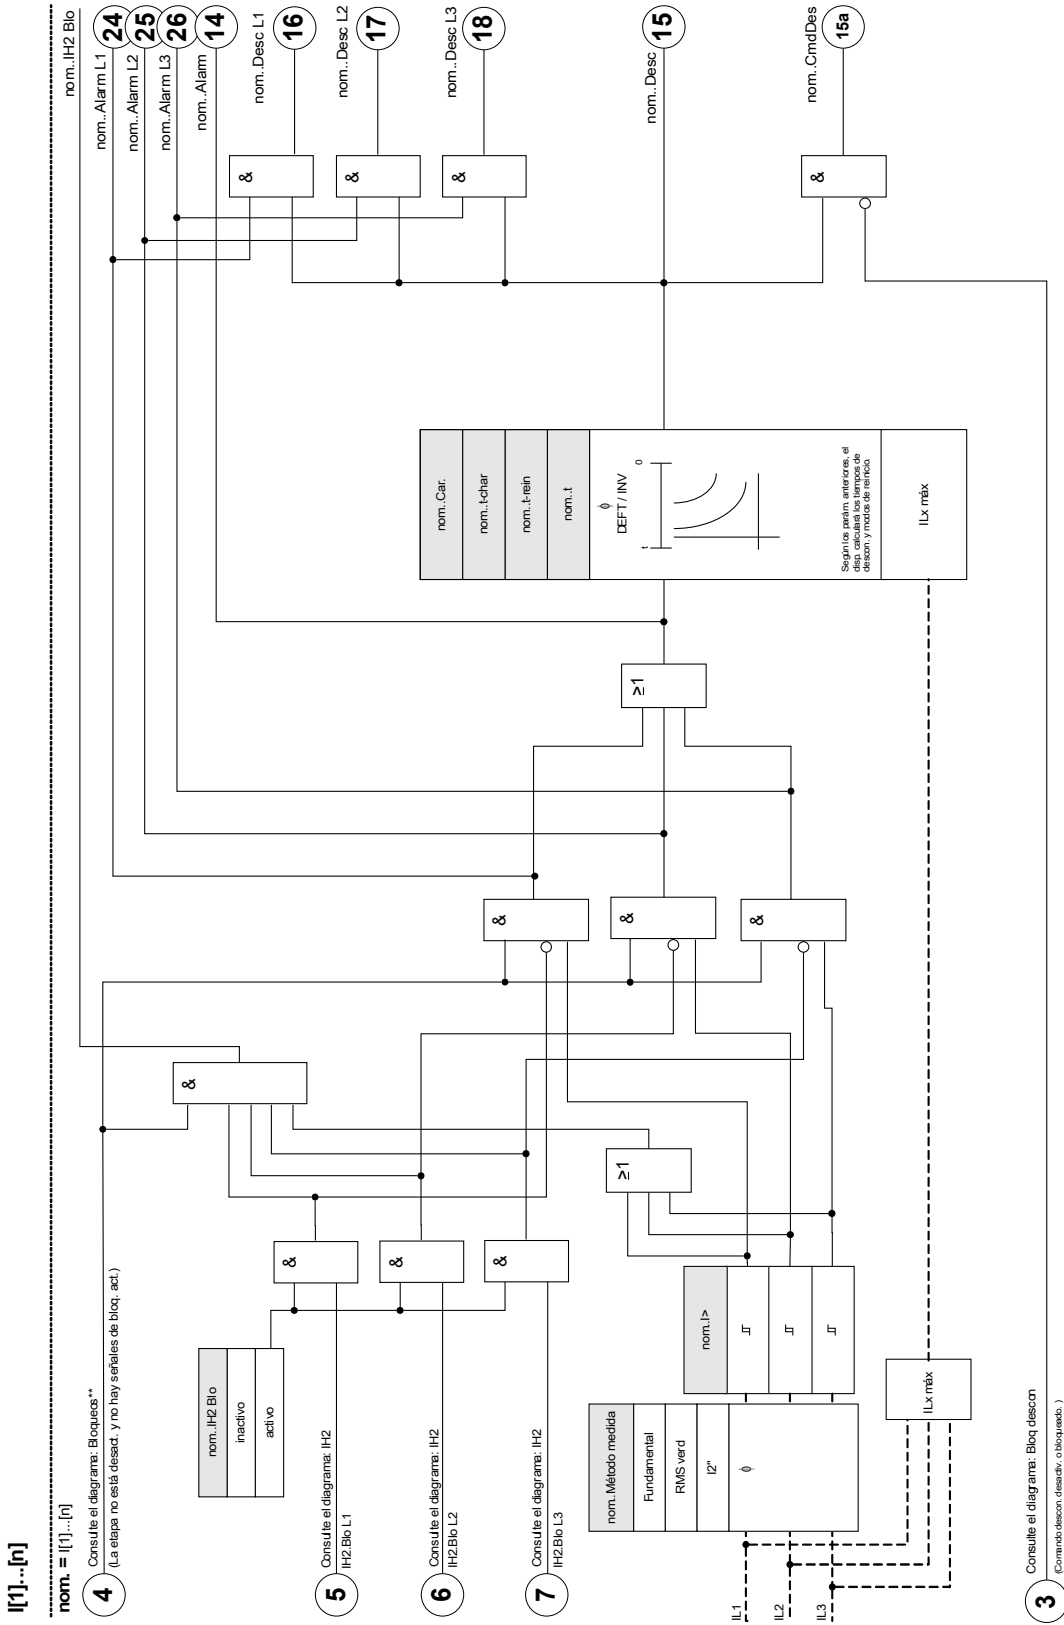 I[1]...[n]
nom. = I[1]...[n]
4
Consulte el diagrama: Bloqueos**
(La etapa no está desact. y no hay señales de bloq. act.)
nom..IH2 Blo
inactivo
activo
5
Consulte el diagrama: IH2
IH2.Blo L1
6
Consulte el diagrama: IH2
IH2.Blo L2
7
Consulte el diagrama: IH2
IH2.Blo L3
&
&
&
&
nom..Método medida
Fundamental
RMS verd
I2"
ϕ
IL1
IL2
IL3
nom..I>
ILx máx
≥1
&
&
&
≥1
nom..Car.
nom..t-char
nom..t-rein
nom..t
ϕ
DEFT / INV
t
0
Según los parám. anteriores, el
disp. calculará los tiempos de
descon. y modos de reinicio.
ILx máx
&
&
&
&
nom..IH2 Blo
nom..Alarm L1
24
nom..Alarm L2
25
nom..Alarm L3
26
nom..Alarm
14
nom..Desc L1
16
nom..Desc L2
17
nom..Desc L3
18
nom..Desc
15
nom..CmdDes
15a
3
Consulte el diagrama: Bloq descon
(Comando descon. desactiv. o bloqueado. )